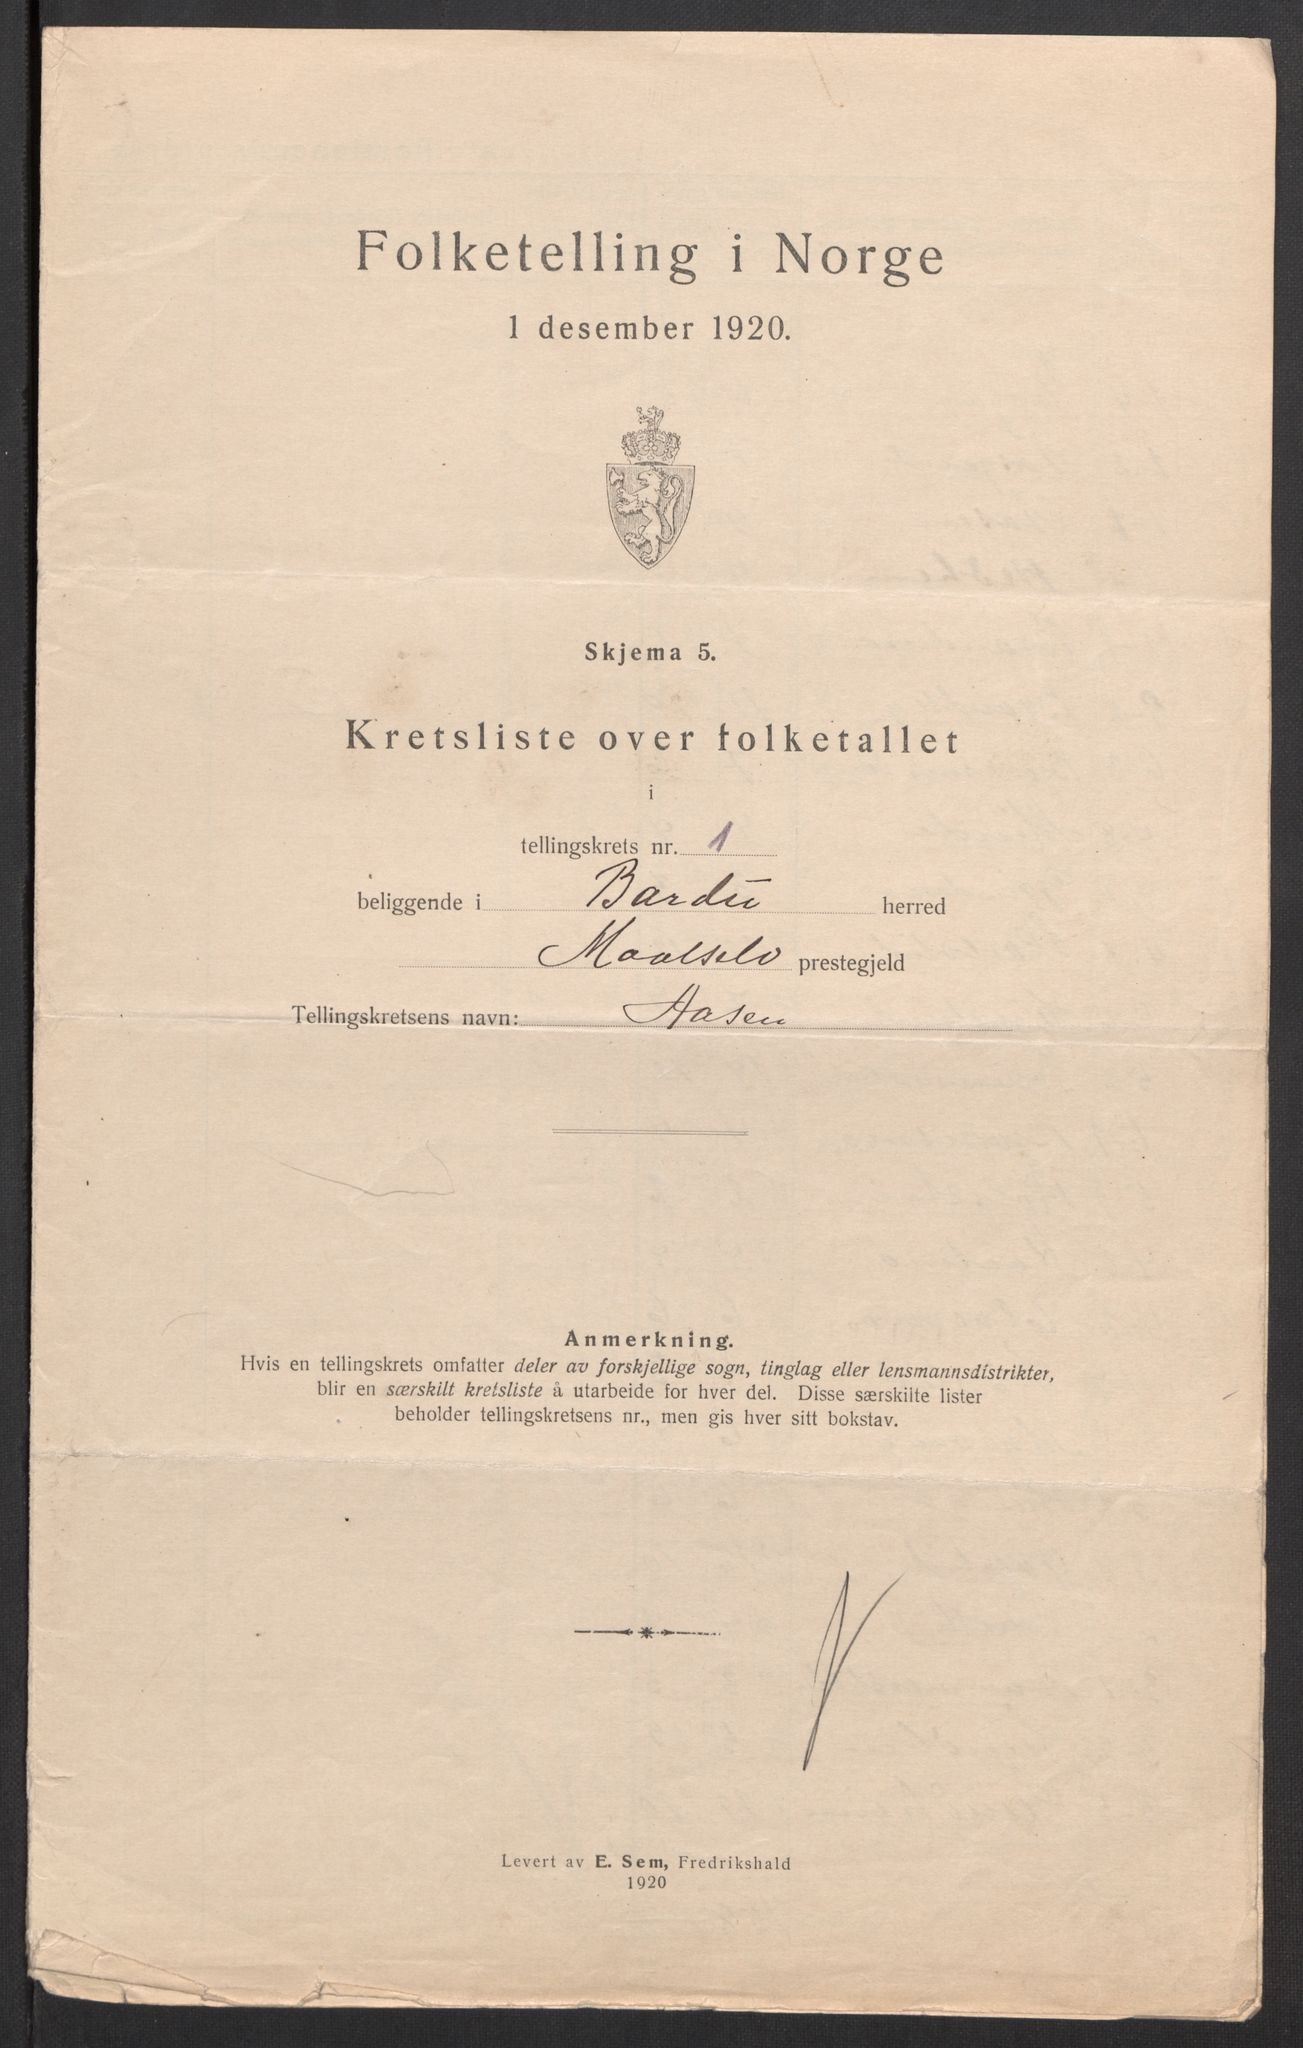 Folketelling i Norge
1 desember 1920.
Skjema 5.
Kretsliste over folketallet
i
tellingskrets nr. 1
beliggende i Bardu herred
Maalselv prestegjeld
Tellingskretsens navn: Aasen
Anmerkning.
Hvis en tellingskrets omfatter deler av forskjellige sogn, tinglag eller lensmannsdistrikter,
blir en særskilt kretsliste å utarbeide for hver del. Disse særskilte lister
beholder tellingskretsens nr., men gis hver sitt bokstav.
Levert av E. Sem, Fredrikshald
1920